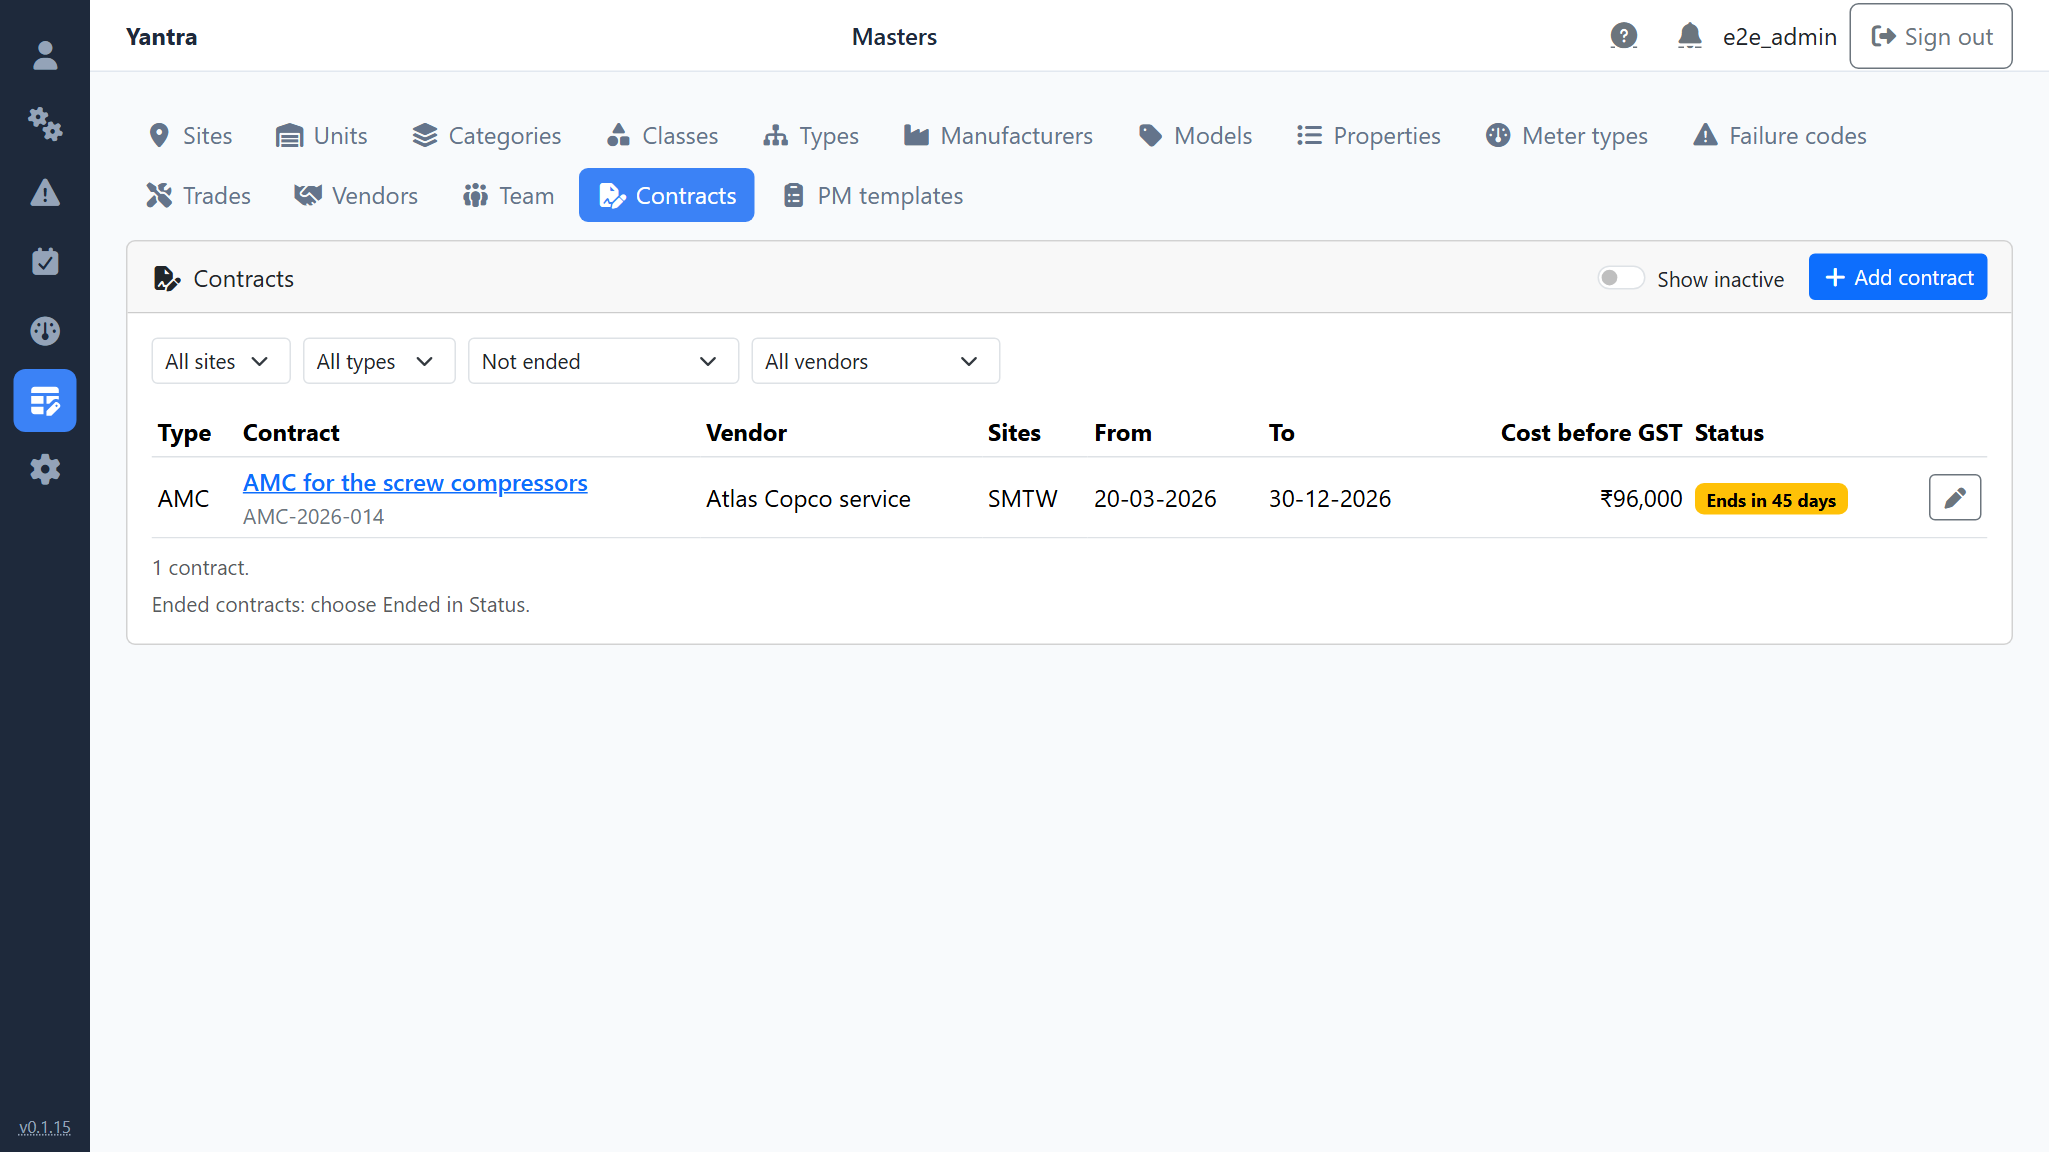 Yantra
Masters
e2e_admin
Sign out
Sites
Units
Categories
Classes
Types
Manufacturers
Models
Properties
Meter types
Failure codes
Trades
Vendors
Team
Contracts
PM templates
Contracts
Show inactive
Add contract
All sites
All types
Not ended
All vendors
Type Contract Vendor Sites From To Cost before GST Status
AMC AMC for the screw compressors Atlas Copco service SMTW 20-03-2026 30-12-2026 ₹96,000 Ends in 45 days
AMC-2026-014
1 contract.
Ended contracts: choose Ended in Status.
v0.1.15